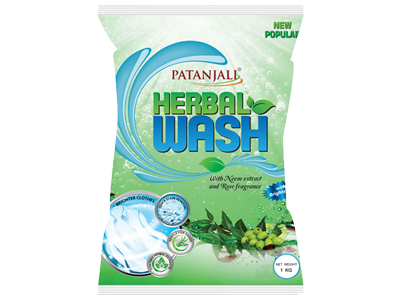 NEW
POPULAR
PATANJALI®
HERBAL
WASH
With Neem extract
and Rose fragrance
BRIGHTER CLOTHES
NET WEIGHT
1 KG